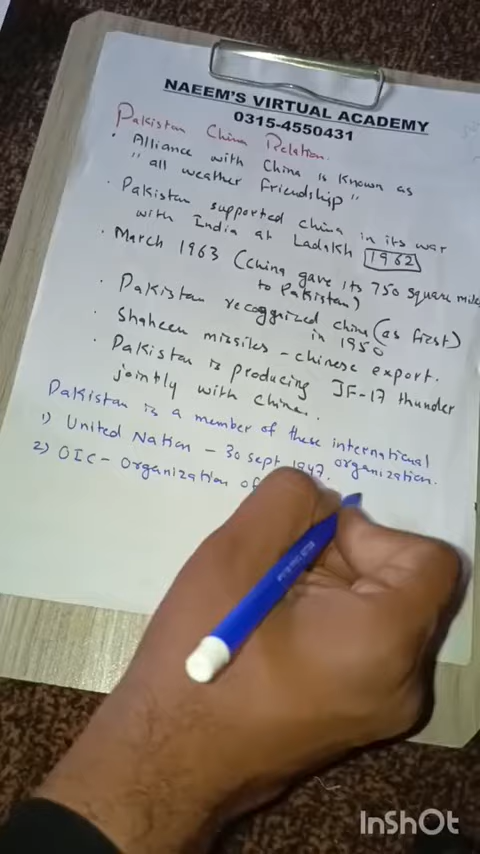 NAEEM'S VIRTUAL ACADEMY
0315-4550431
Pakistan China Relation.
• Alliance with China is known as
"all weather friendship"
• Pakistan supported china in its war
with India at Ladakh 1962
• March 1963 (China gave its 750 square mile
to Pakistan)
• Pakistan recognized china (as first)
in 1950
• Shaheen missiles - chinese export.
• Pakistan is producing JF-17 thunder
jointly with China.
Pakistan is a member of these international
organization.
1) United Nation - 30 sept 1947.
2) OIC - Organization of
InShOt